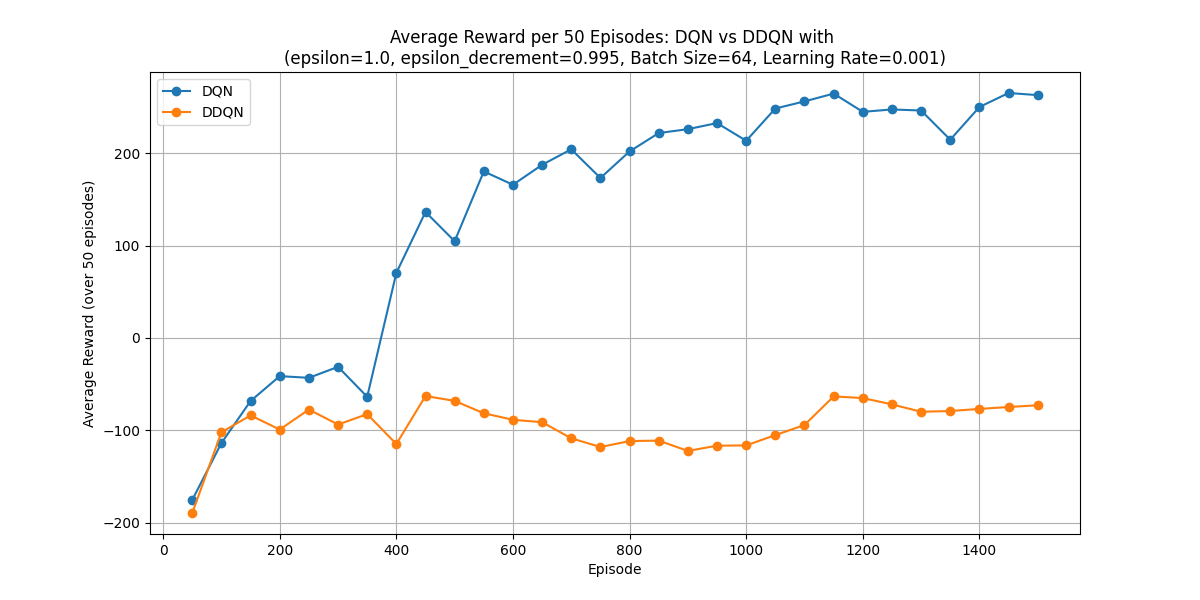 Average Reward per 50 Episodes: DQN vs DDQN with
(epsilon=1.0, epsilon_decrement=0.995, Batch Size=64, Learning Rate=0.001)
DQN
DDQN
Average Reward (over 50 episodes)
200
100
0
−100
−200
0 200 400 600 800 1000 1200 1400
Episode